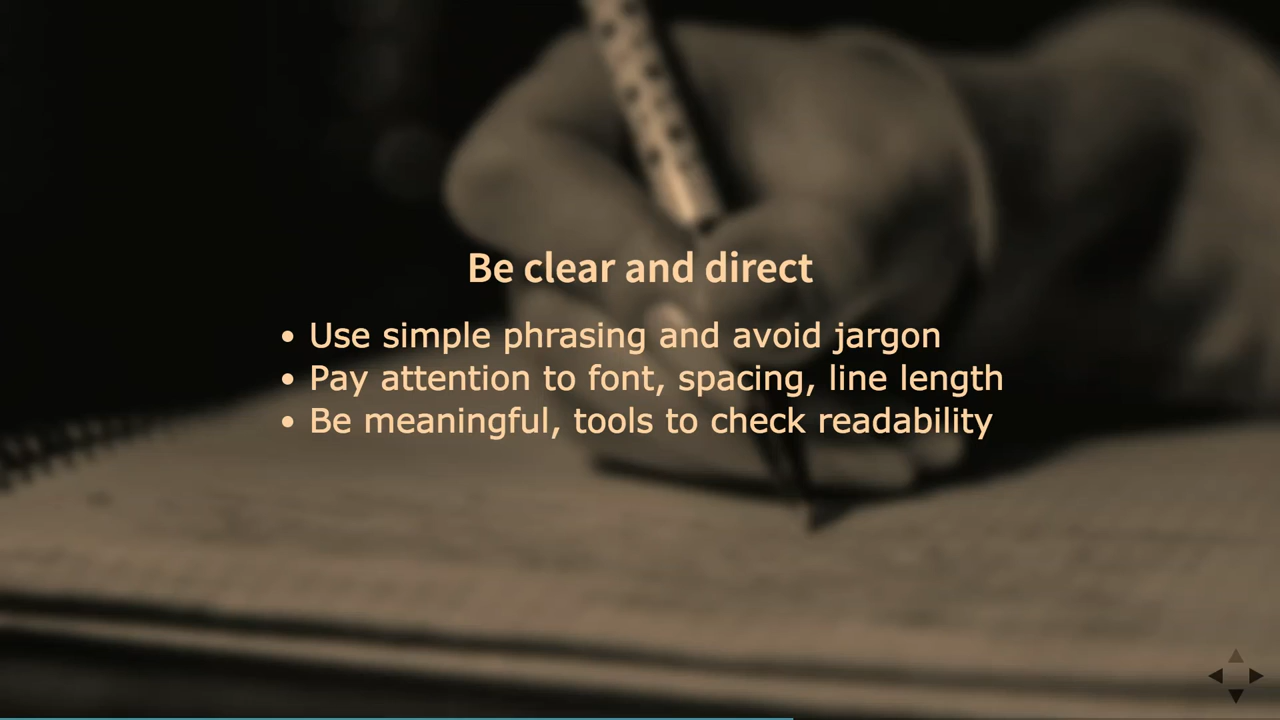 Be clear and direct
• Use simple phrasing and avoid jargon
• Pay attention to font, spacing, line length
• Be meaningful, tools to check readability